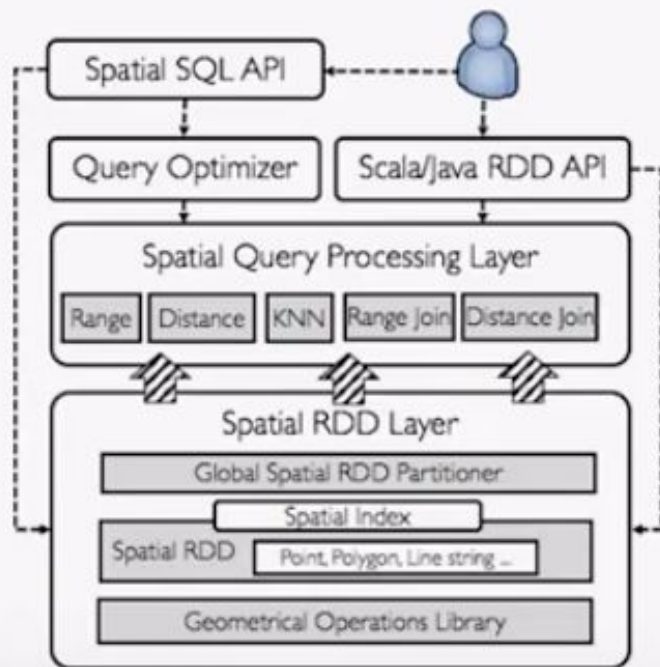 Spatial SQL API
Query Optimizer
Scala/Java RDD API
Spatial Query Processing Layer
Range
Distance
KNN
Range Join
Distance Join
Spatial RDD Layer
Global Spatial RDD Partitioner
Spatial Index
Spatial RDD
Point, Polygon, Line string ...
Geometrical Operations Library